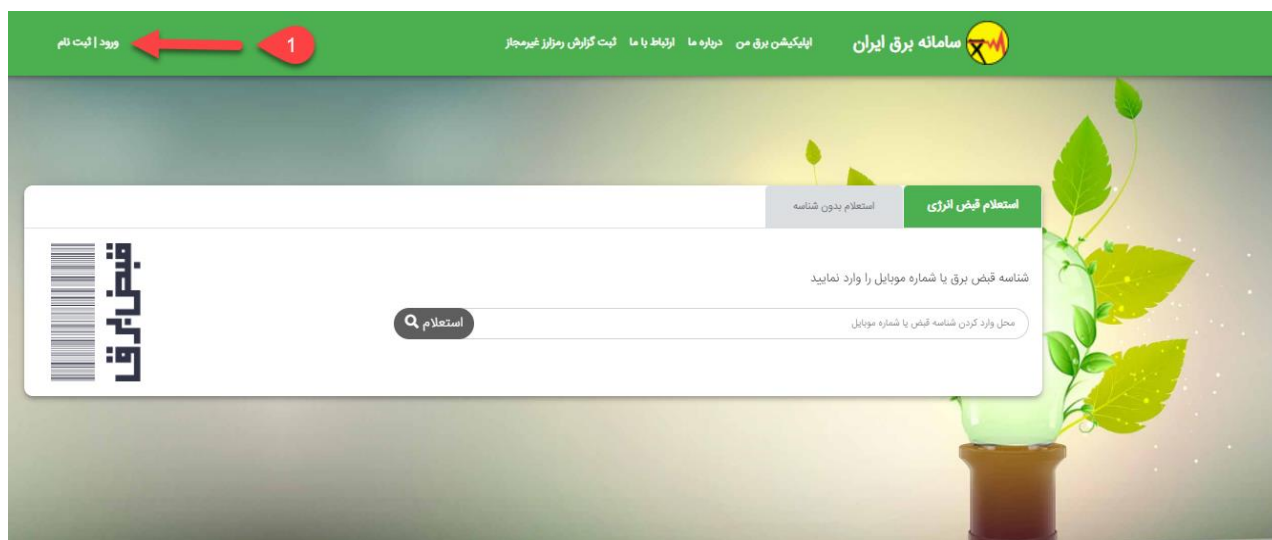 سامانه برق ایران
اپلیکیشن برق من
درباره ما
ارتباط با ما
ثبت گزارش رمزارز غیرمجاز
1
ورود | ثبت نام
استعلام قبض انرژی
استعلام بدون شناسه
شناسه قبض برق یا شماره موبایل را وارد نمایید
محل وارد کردن شناسه قبض یا شماره موبایل
استعلام
قبض برق